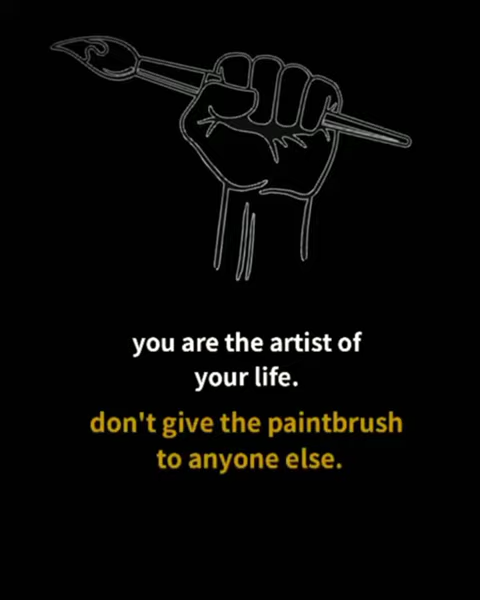 you are the artist of
your life.
don't give the paintbrush
to anyone else.